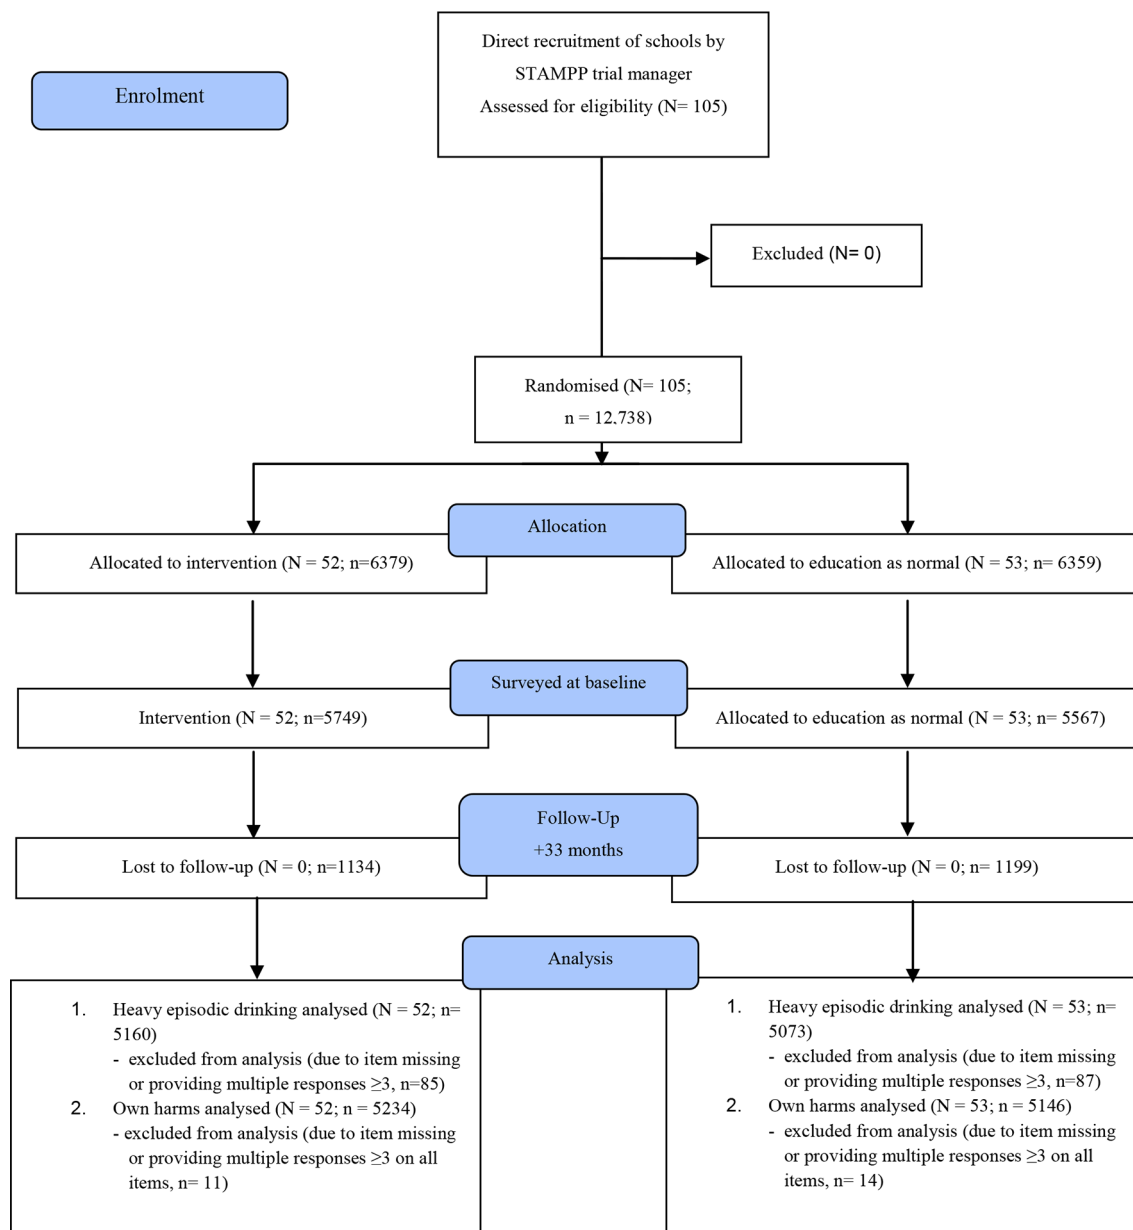 Direct recruitment of schools by
STAMPP trial manager
Assessed for eligibility (N= 105)
Enrolment
Excluded (N= 0)
Randomised (N= 105;
n = 12,738)
Allocation
Allocated to intervention (N = 52; n=6379)
Allocated to education as normal (N = 53; n= 6359)
Surveyed at baseline
Intervention (N = 52; n=5749)
Allocated to education as normal (N = 53; n= 5567)
Follow-Up
+33 months
Lost to follow-up (N = 0; n=1134)
Lost to follow-up (N = 0; n= 1199)
Analysis
1. Heavy episodic drinking analysed (N = 52; n=
5160)
- excluded from analysis (due to item missing
or providing multiple responses ≥3, n=85)
2. Own harms analysed (N = 52; n = 5234)
- excluded from analysis (due to item missing
or providing multiple responses ≥3 on all
items, n= 11)
1. Heavy episodic drinking analysed (N = 53; n=
5073)
- excluded from analysis (due to item missing
or providing multiple responses ≥3, n=87)
2. Own harms analysed (N = 53; n = 5146)
- excluded from analysis (due to item missing
or providing multiple responses ≥3 on all
items, n= 14)